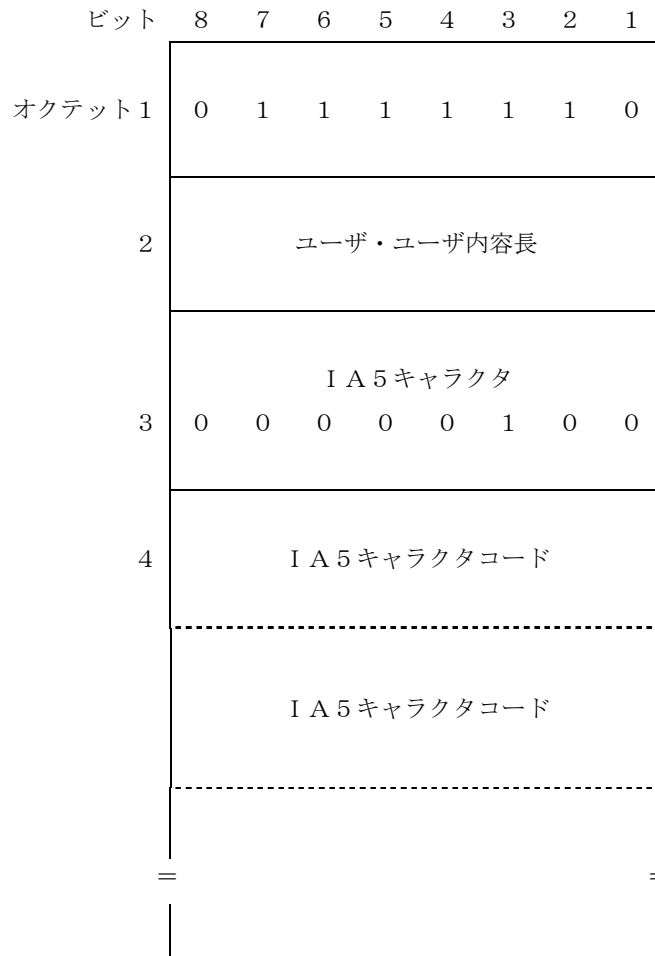 ビット 8 7 6 5 4 3 2 1
オクテット1 0 1 1 1 1 1 1 0
2 ユーザ・ユーザ内容長
ＩＡ５キャラクタ
3 0 0 0 0 0 1 0 0
4 ＩＡ５キャラクタコード
ＩＡ５キャラクタコード
＝ ＝